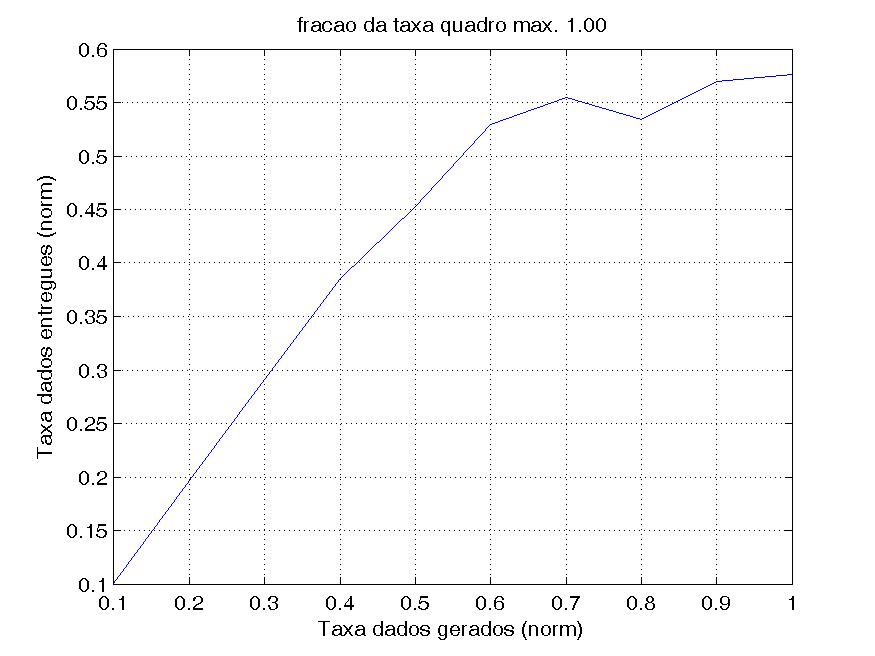 fracao da taxa quadro max. 1.00
0.6
0.55
0.5
0.45
0.4
0.35
0.3
0.25
0.2
0.15
0.1
Taxa dados entregues (norm)
0.1 0.2 0.3 0.4 0.5 0.6 0.7 0.8 0.9 1
Taxa dados gerados (norm)